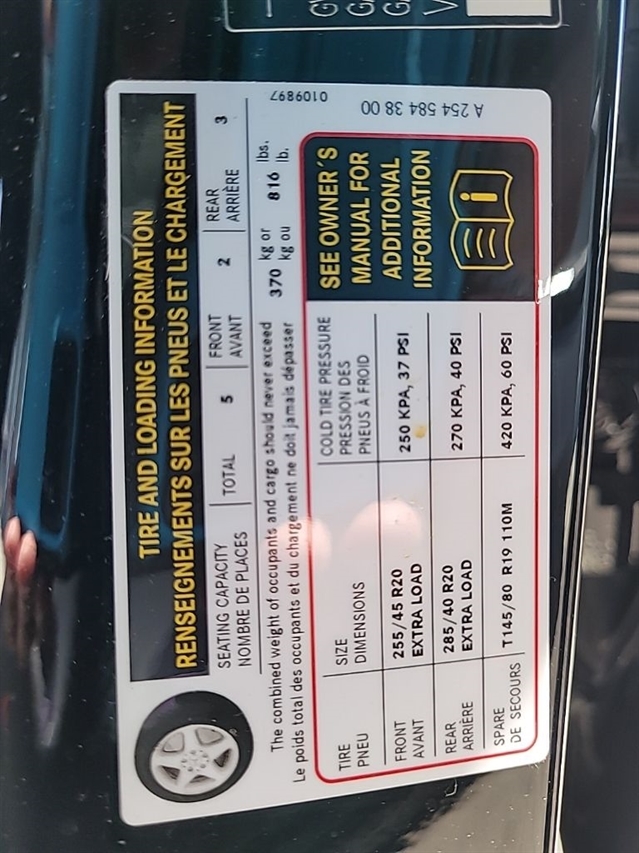 TIRE AND LOADING INFORMATION
RENSEIGNEMENTS SUR LES PNEUS ET LE CHARGEMENT
SEATING CAPACITY TOTAL 5 FRONT 2 REAR 3
NOMBRE DE PLACES AVANT ARRIÈRE
The combined weight of occupants and cargo should never exceed 370 kg or 816 lbs.
Le poids total des occupants et du chargement ne doit jamais dépasser kg ou lb.
TIRE SIZE COLD TIRE PRESSURE
PNEU DIMENSIONS PRESSION DES
PNEUS À FROID
FRONT 255/45 R20 250 KPA, 37 PSI
AVANT EXTRA LOAD
REAR 285/40 R20 270 KPA, 40 PSI
ARRIÈRE EXTRA LOAD
SPARE T145/80 R19 110M 420 KPA, 60 PSI
DE SECOURS
SEE OWNER'S
MANUAL FOR
ADDITIONAL
INFORMATION
i
0109897
A 254 584 38 00